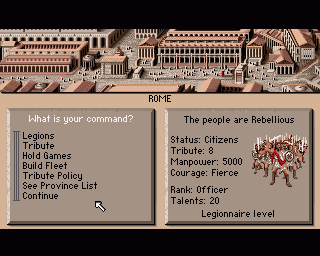 ROME
What is your command?
Legions
Tribute
Hold Games
Build Fleet
Tribute Policy
See Province List
Continue
The people are Rebellious
Status: Citizens
Tribute: 8
Manpower: 5000
Courage: Fierce
Rank: Officer
Talents: 20
Legionnaire level